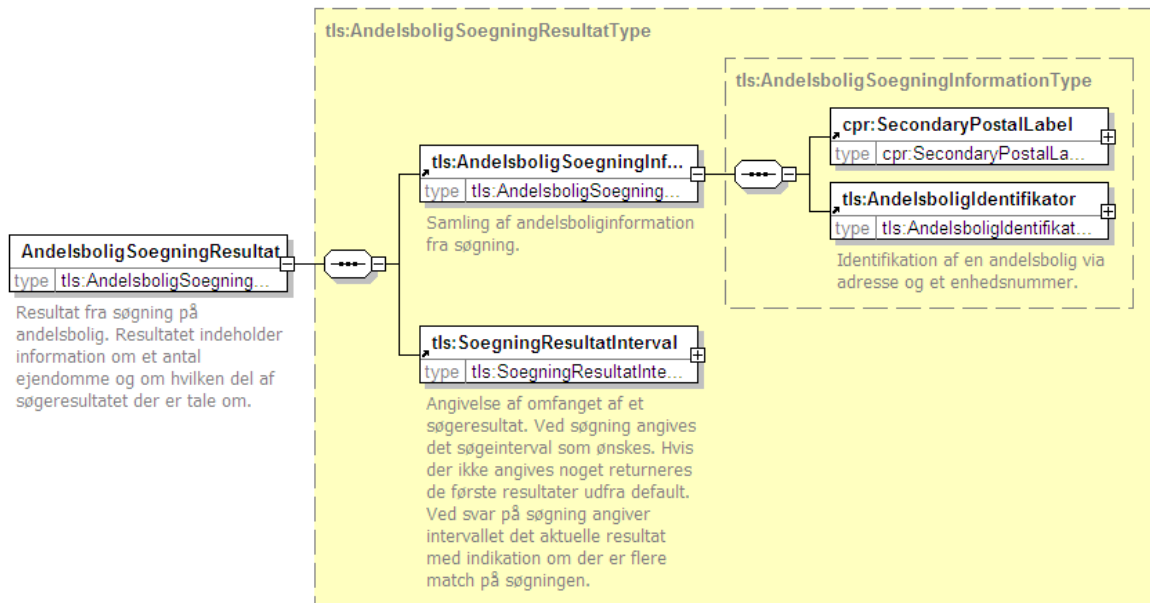 tls:AndelsboligSoegningResultatType
tls:AndelsboligSoegningInformationType
cpr:SecondaryPostalLabel
type cpr:SecondaryPostalLa...
tls:AndelsboligSoegningInf...
type tls:AndelsboligSoegning...
Samling af andelsboliginformation
fra søgning.
tls:AndelsboligIdentifikator
type tls:AndelsboligIdentifikat...
Identifikation af en andelsbolig via
adresse og et enhedsnummer.
AndelsboligSoegningResultat
type tls:AndelsboligSoegning...
Resultat fra søgning på
andelsbolig. Resultatet indeholder
information om et antal
ejendomme og om hvilken del af
søgeresultatet der er tale om.
tls:SoegningResultatInterval
type tls:SoegningResultatInte...
Angivelse af omfanget af et
søgeresultat. Ved søgning angives
det søgeinterval som ønskes. Hvis
der ikke angives noget returneres
de første resultater udfra default.
Ved svar på søgning angiver
intervallet det aktuelle resultat
med indikation om der er flere
match på søgningen.